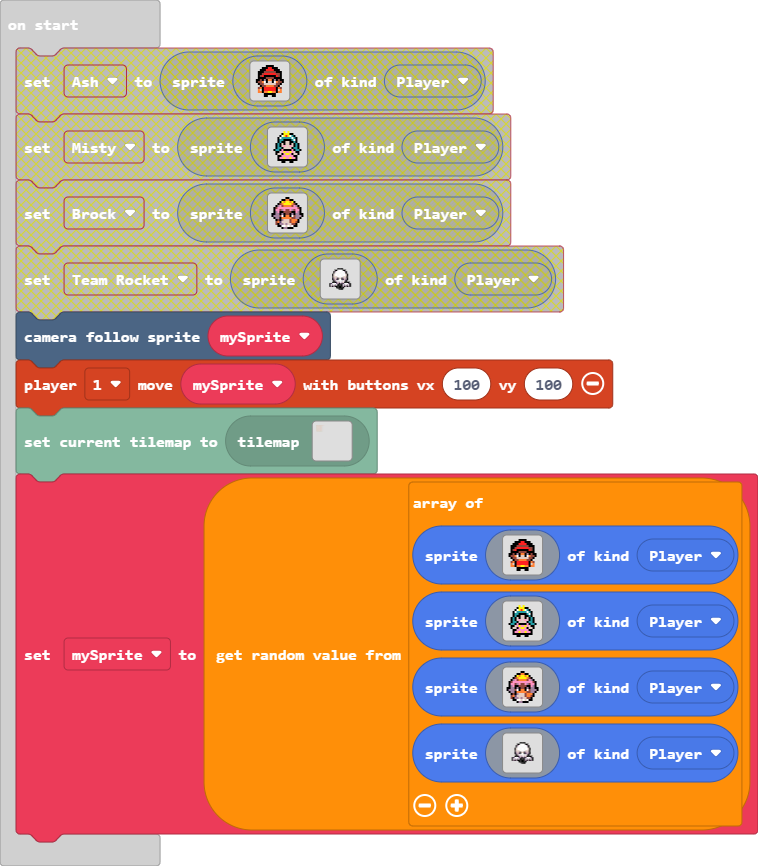 on start
set Ash to sprite of kind Player
set Misty to sprite of kind Player
set Brock to sprite of kind Player
set Team Rocket to sprite of kind Player
camera follow sprite mySprite
player 1 move mySprite with buttons vx 100 vy 100
set current tilemap to tilemap
array of
sprite of kind Player
sprite of kind Player
set mySprite to get random value from
sprite of kind Player
sprite of kind Player